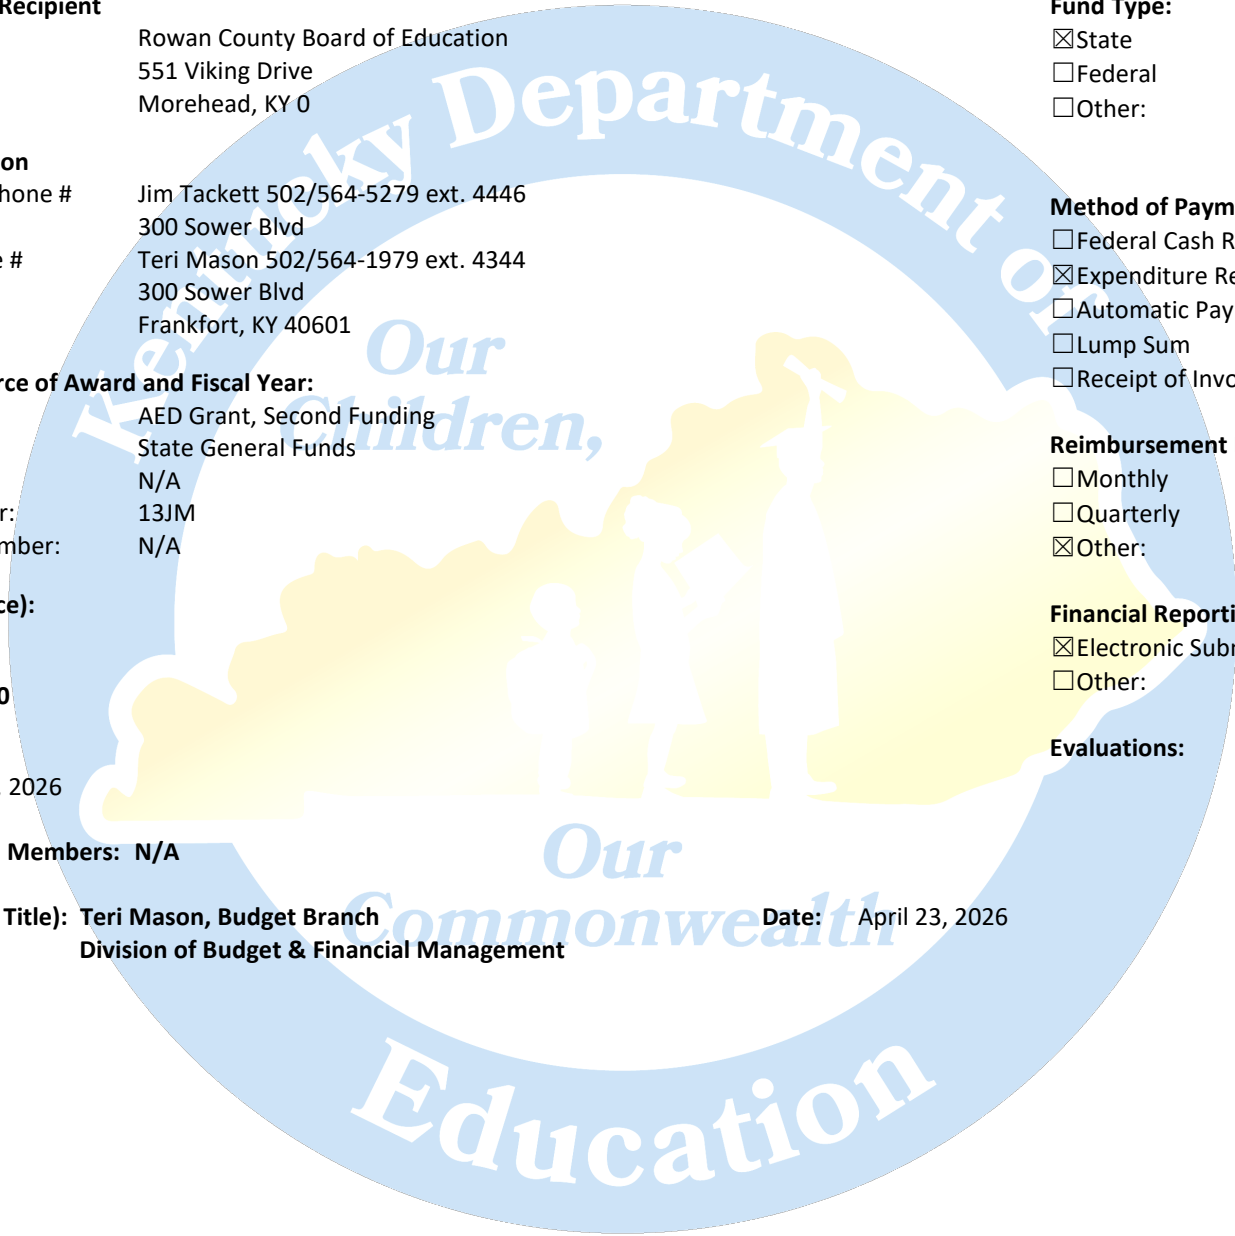 Recipient
Rowan County Board of Education
551 Viking Drive
Morehead, KY 0
on
hone # Jim Tackett 502/564-5279 ext. 4446
300 Sower Blvd
e # Teri Mason 502/564-1979 ext. 4344
300 Sower Blvd
Frankfort, KY 40601
rce of Award and Fiscal Year:
AED Grant, Second Funding
State General Funds
N/A
r: 13JM
mber: N/A
ce):
0
, 2026
Members: N/A
Title): Teri Mason, Budget Branch Date: April 23, 2026
Division of Budget & Financial Management
Fund Type:
☒State
☐Federal
☐Other:
Method of Paym
☐Federal Cash R
☒Expenditure Re
☐Automatic Pay
☐Lump Sum
☐Receipt of Invo
Reimbursement
☐Monthly
☐Quarterly
☒Other:
Financial Reporti
☒Electronic Subm
☐Other:
Evaluations:
Kentucky Department of
Education
Our
Children,
Our
Commonwealth